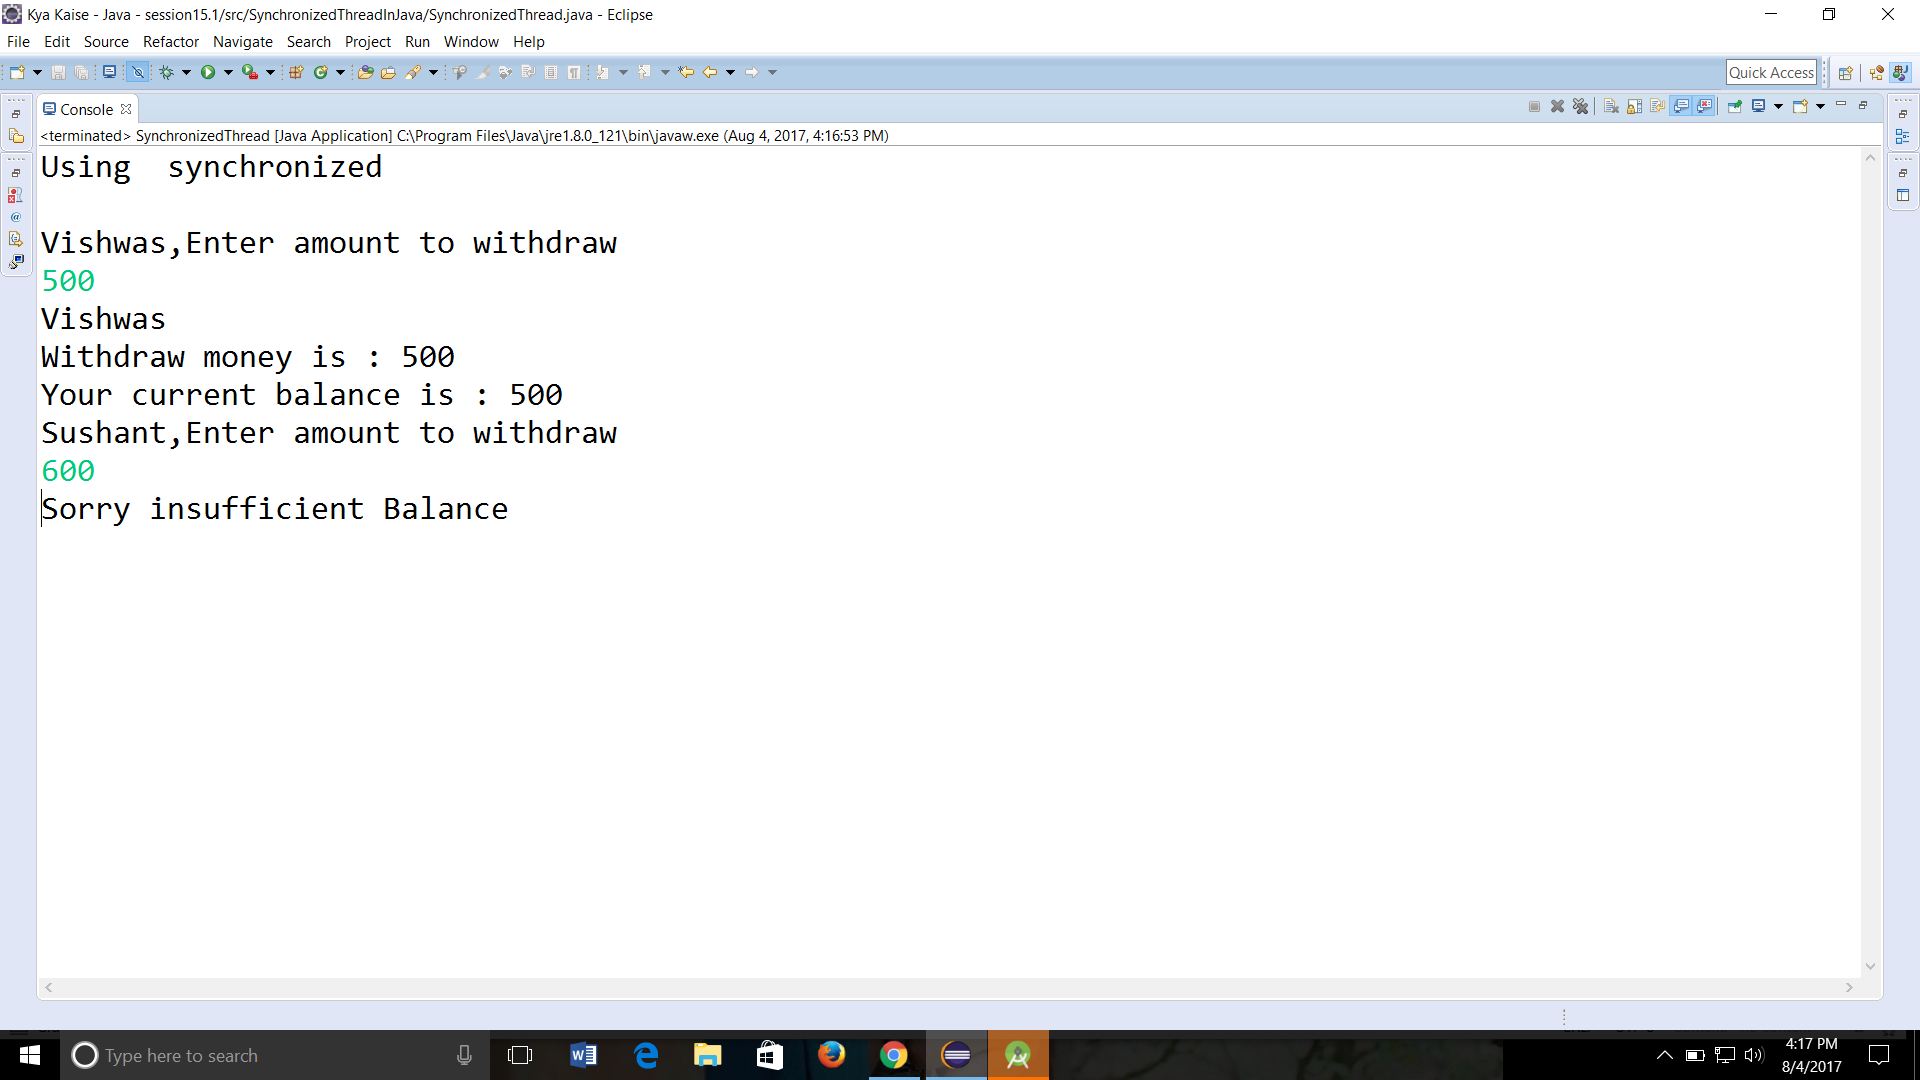 Kya Kaise - Java - session15.1/src/SynchronizedThreadInJava/SynchronizedThread.java - Eclipse
File Edit Source Refactor Navigate Search Project Run Window Help
Quick Access
Console
<terminated> SynchronizedThread [Java Application] C:\Program Files\Java\jre1.8.0_121\bin\javaw.exe (Aug 4, 2017, 4:16:53 PM)
Using  synchronized
Vishwas,Enter amount to withdraw
500
Vishwas
Withdraw money is : 500
Your current balance is : 500
Sushant,Enter amount to withdraw
600
Sorry insufficient Balance
Type here to search
4:17 PM
8/4/2017